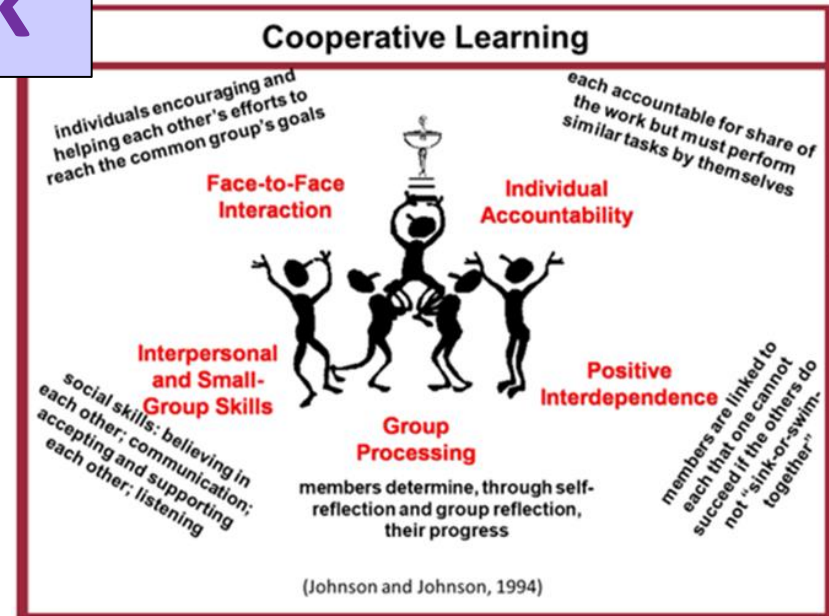 Cooperative Learning
individuals encouraging and
helping each other's efforts to
reach the common group's goals
each accountable for share of
the work but must perform
similar tasks by themselves
Face-to-Face
Interaction
Individual
Accountability
Interpersonal
and Small-
Group Skills
Positive
Interdependence
social skills: believing in
each other; communication;
accepting and supporting
each other; listening
members are linked to
each that one cannot
succeed if the others do
not "sink-or-swim-
together"
Group
Processing
members determine, through self-
reflection and group reflection,
their progress
(Johnson and Johnson, 1994)